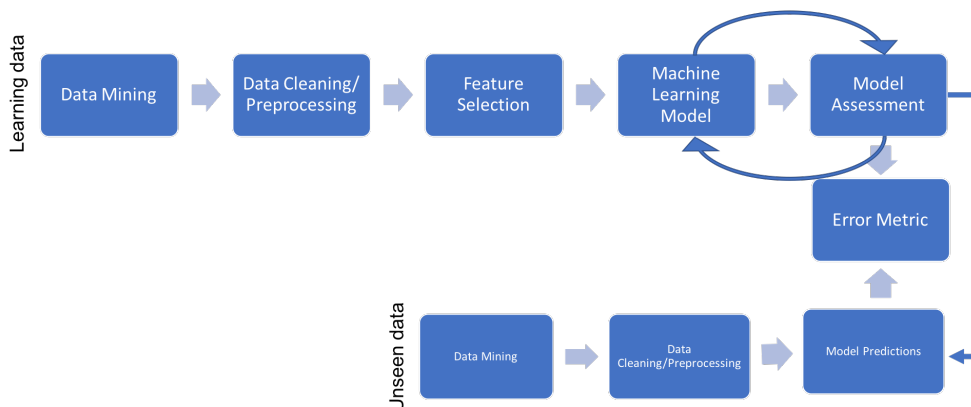 Learning data
Data Mining
Data Cleaning/
Preprocessing
Feature
Selection
Machine
Learning
Model
Model
Assessment
Error Metric
Unseen data
Data Mining
Data
Cleaning/Preprocessing
Model Predictions